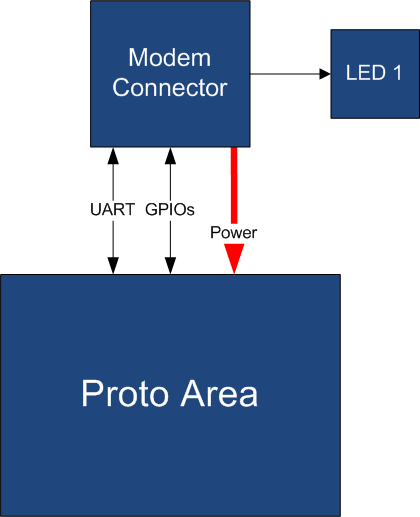 Modem
Connector
LED 1
UART
GPIOs
Power
Proto Area